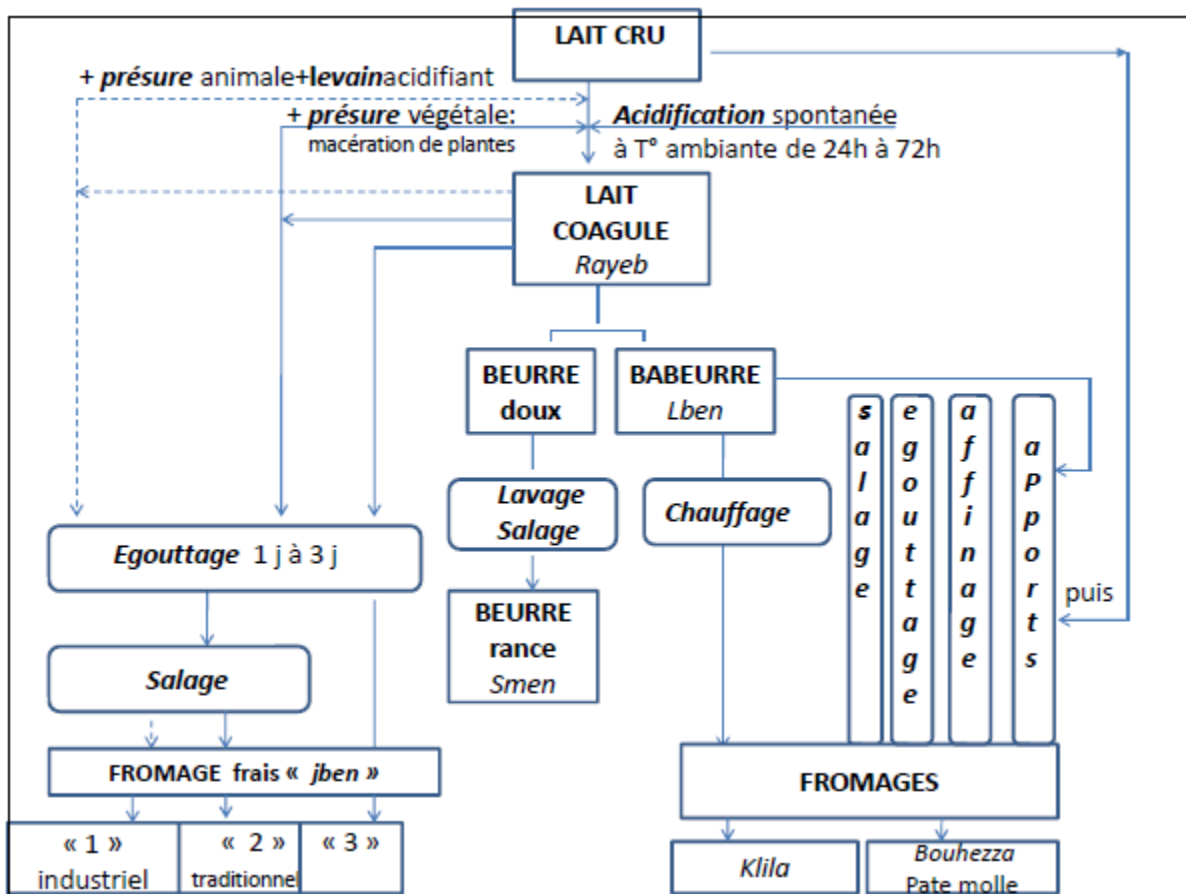 LAIT CRU
+ présure animale+levainacidifiant
+ présure végétale:
macération de plantes
Acidification spontanée
à T° ambiante de 24h à 72h
LAIT
COAGULE
Rayeb
BEURRE
doux
BABEURRE
Lben
salage
egouttage
affinage
aPports
puis
Lavage
Salage
Chauffage
Egouttage 1 j à 3 j
BEURRE
rance
Smen
Salage
FROMAGE frais « jben »
FROMAGES
« 1 »
industriel
« 2 »
traditionnel
« 3 »
Klila
Bouhezza
Pate molle